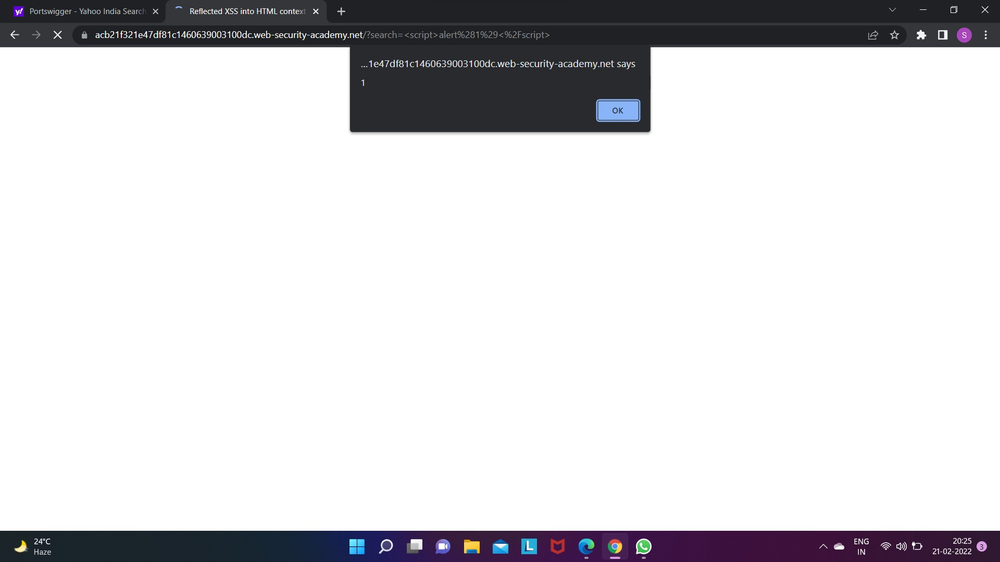 y!
Portswigger - Yahoo India Search
Reflected XSS into HTML context
acb21f321e47df81c1460639003100dc.web-security-academy.net/?search=<script>alert%281%29<%2Fscript>
S
...1e47df81c1460639003100dc.web-security-academy.net says
1
OK
24°C
Haze
L
ENG
IN
20:25
21-02-2022
3